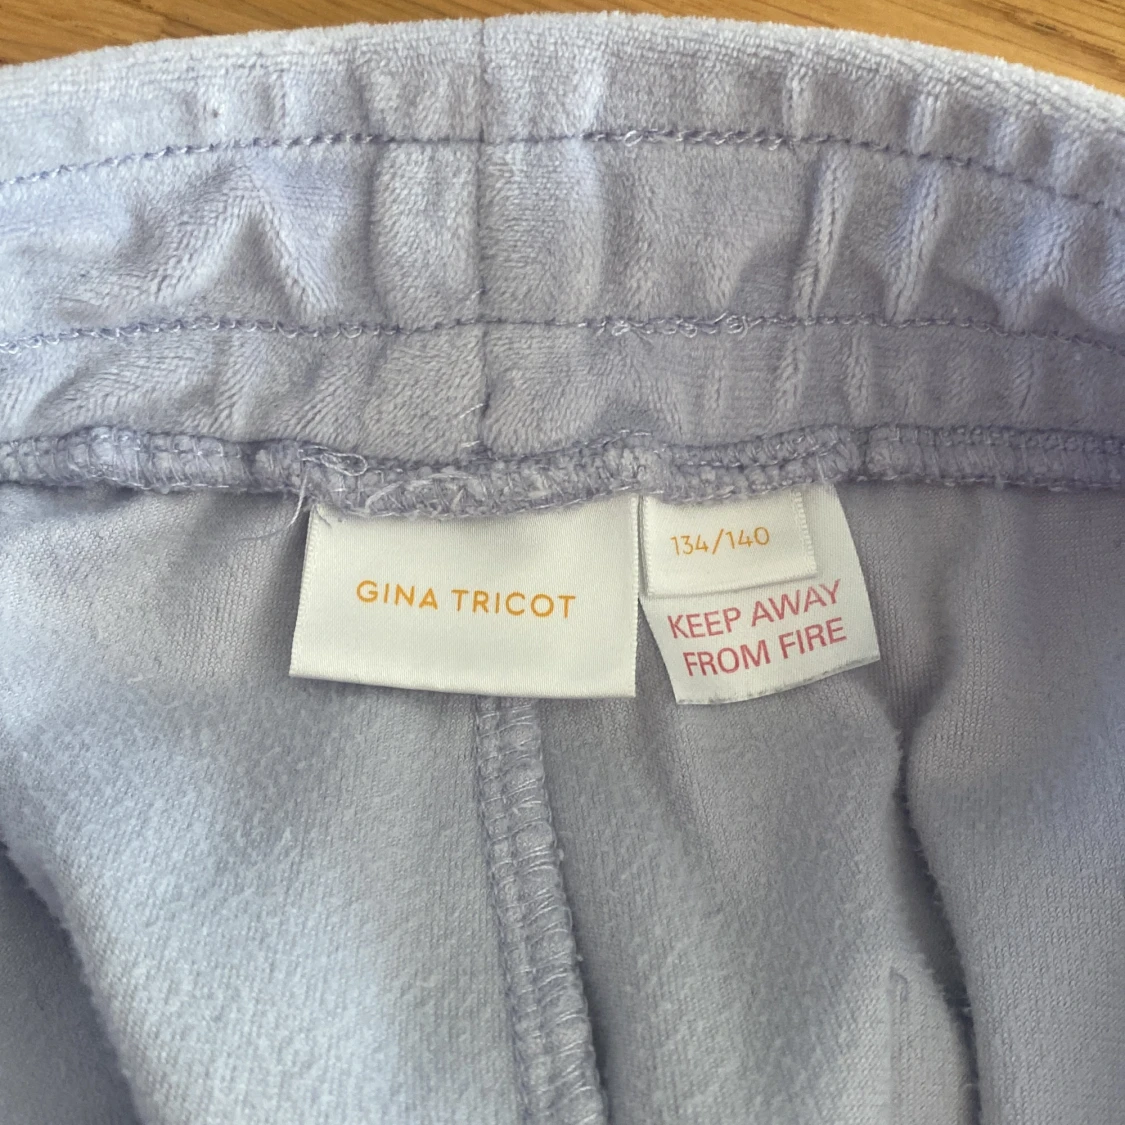 GINA TRICOT
134/140
KEEP AWAY
FROM FIRE